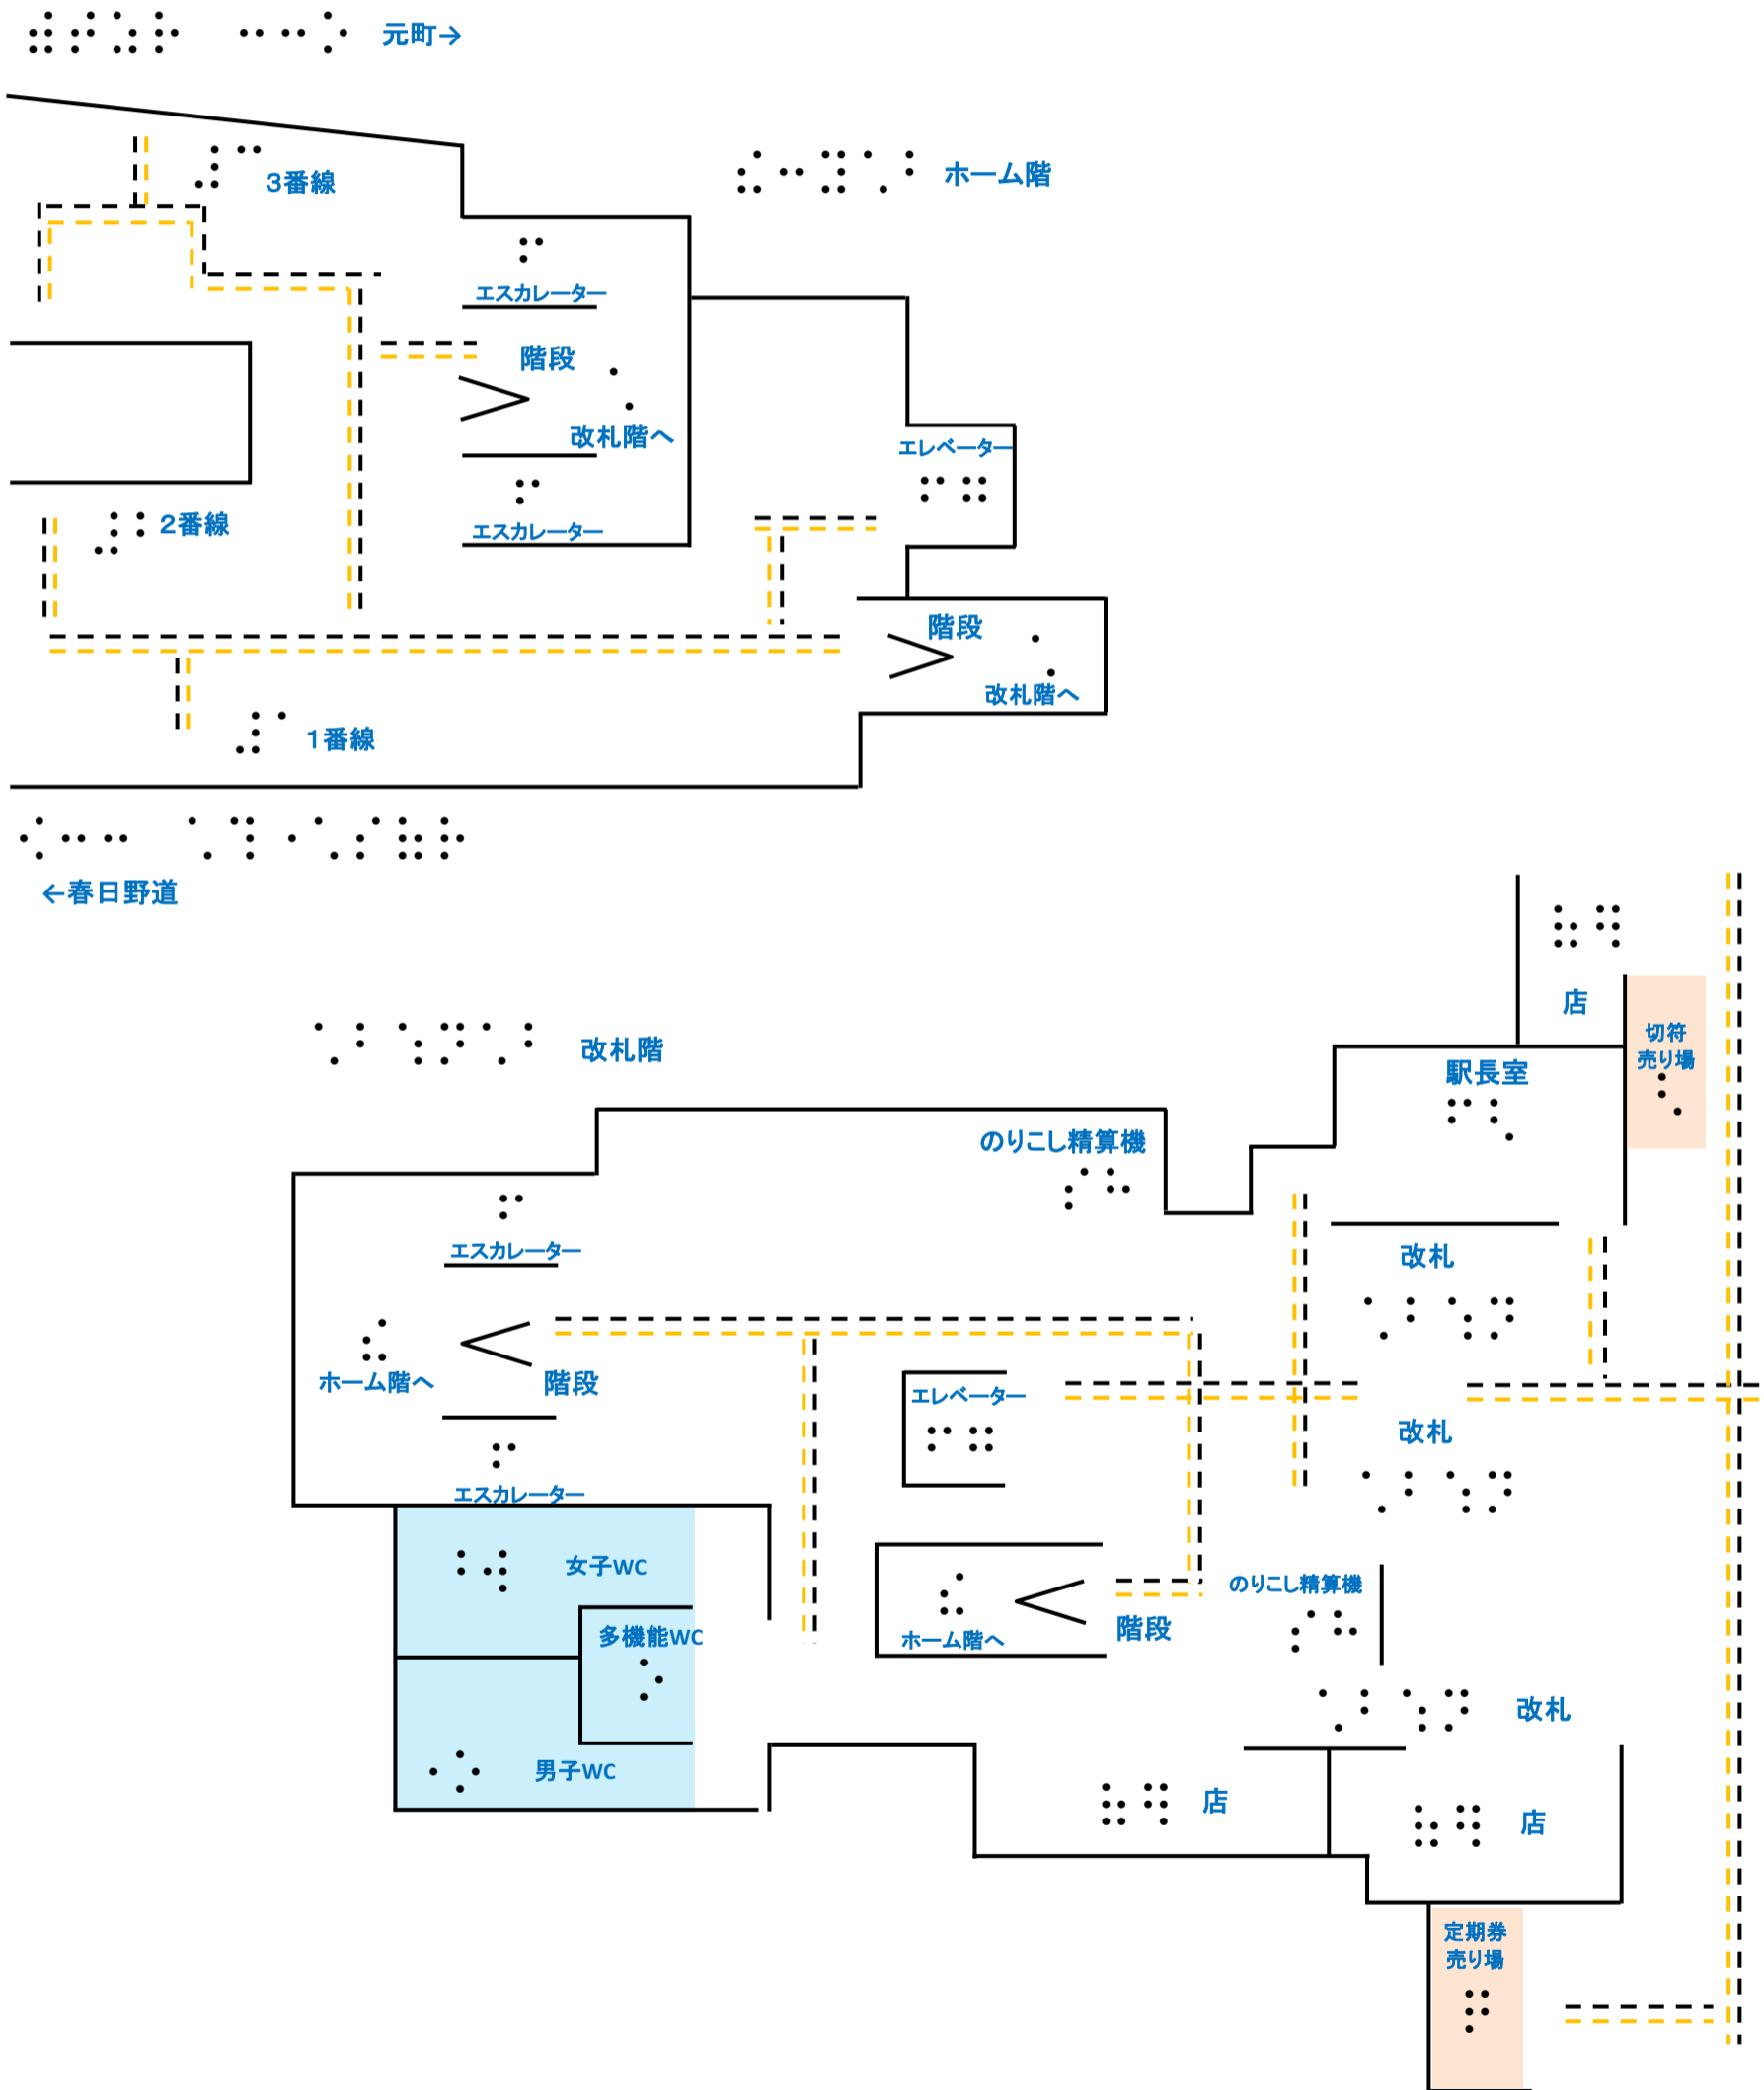 元町→
3番線
ホーム階
エスカレーター
階段
改札階へ
エレベーター
2番線
エスカレーター
階段
改札階へ
1番線
←春日野道
店
切符
売り場
改札階
駅長室
のりこし精算機
エスカレーター
改札
ホーム階へ
階段
エレベーター
改札
エスカレーター
女子WC
のりこし精算機
多機能WC
ホーム階へ
階段
改札
男子WC
店
店
定期券
売り場